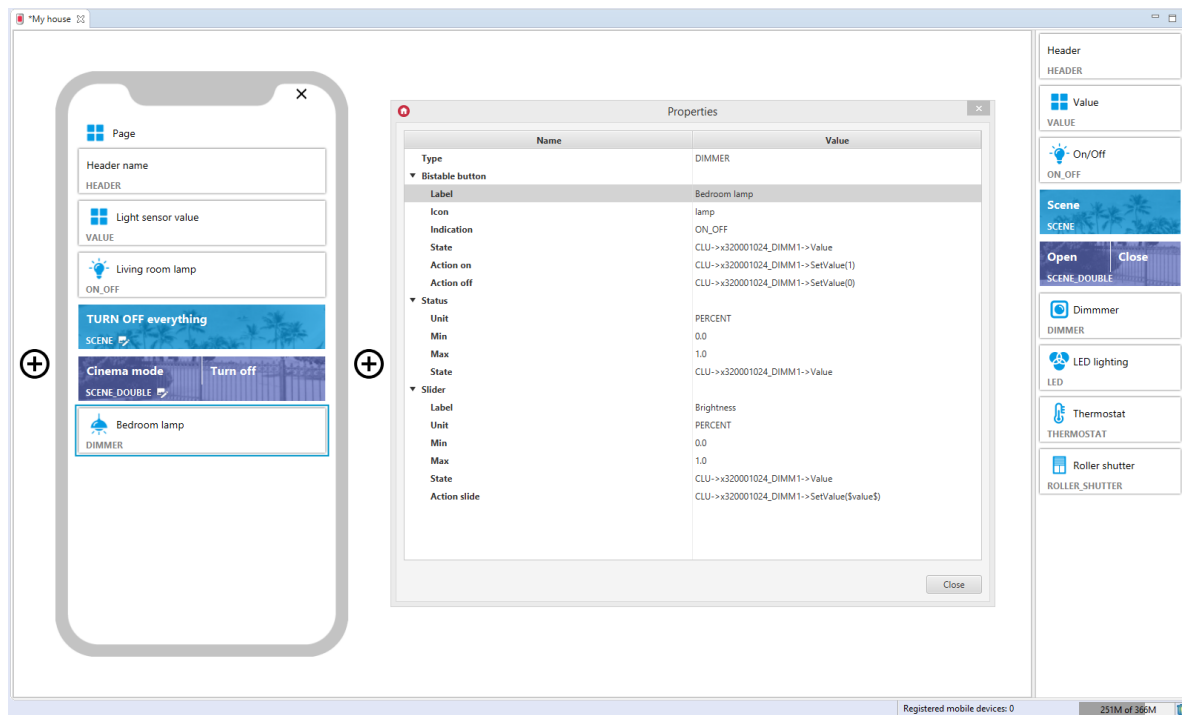 *My house
Page
Header name
HEADER
Light sensor value
VALUE
Living room lamp
ON_OFF
TURN OFF everything
SCENE
Cinema mode Turn off
SCENE_DOUBLE
Bedroom lamp
DIMMER
Properties
Name Value
Type DIMMER
Bistable button
Label Bedroom lamp
Icon lamp
Indication ON_OFF
State CLU->x320001024_DIMM1->Value
Action on CLU->x320001024_DIMM1->SetValue(1)
Action off CLU->x320001024_DIMM1->SetValue(0)
Status
Unit PERCENT
Min 0.0
Max 1.0
State CLU->x320001024_DIMM1->Value
Slider
Label Brightness
Unit PERCENT
Min 0.0
Max 1.0
State CLU->x320001024_DIMM1->Value
Action slide CLU->x320001024_DIMM1->SetValue($value$)
Close
Header
HEADER
Value
VALUE
On/Off
ON_OFF
Scene
SCENE
Open Close
SCENE_DOUBLE
Dimmmer
DIMMER
LED lighting
LED
Thermostat
THERMOSTAT
Roller shutter
ROLLER_SHUTTER
Registered mobile devices: 0
251M of 366M